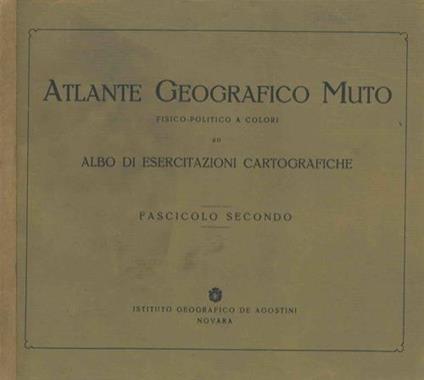 ATLANTE GEOGRAFICO MUTO
FISICO-POLITICO A COLORI
ED
ALBO DI ESERCITAZIONI CARTOGRAFICHE
FASCICOLO SECONDO
ISTITUTO GEOGRAFICO DE AGOSTINI
NOVARA